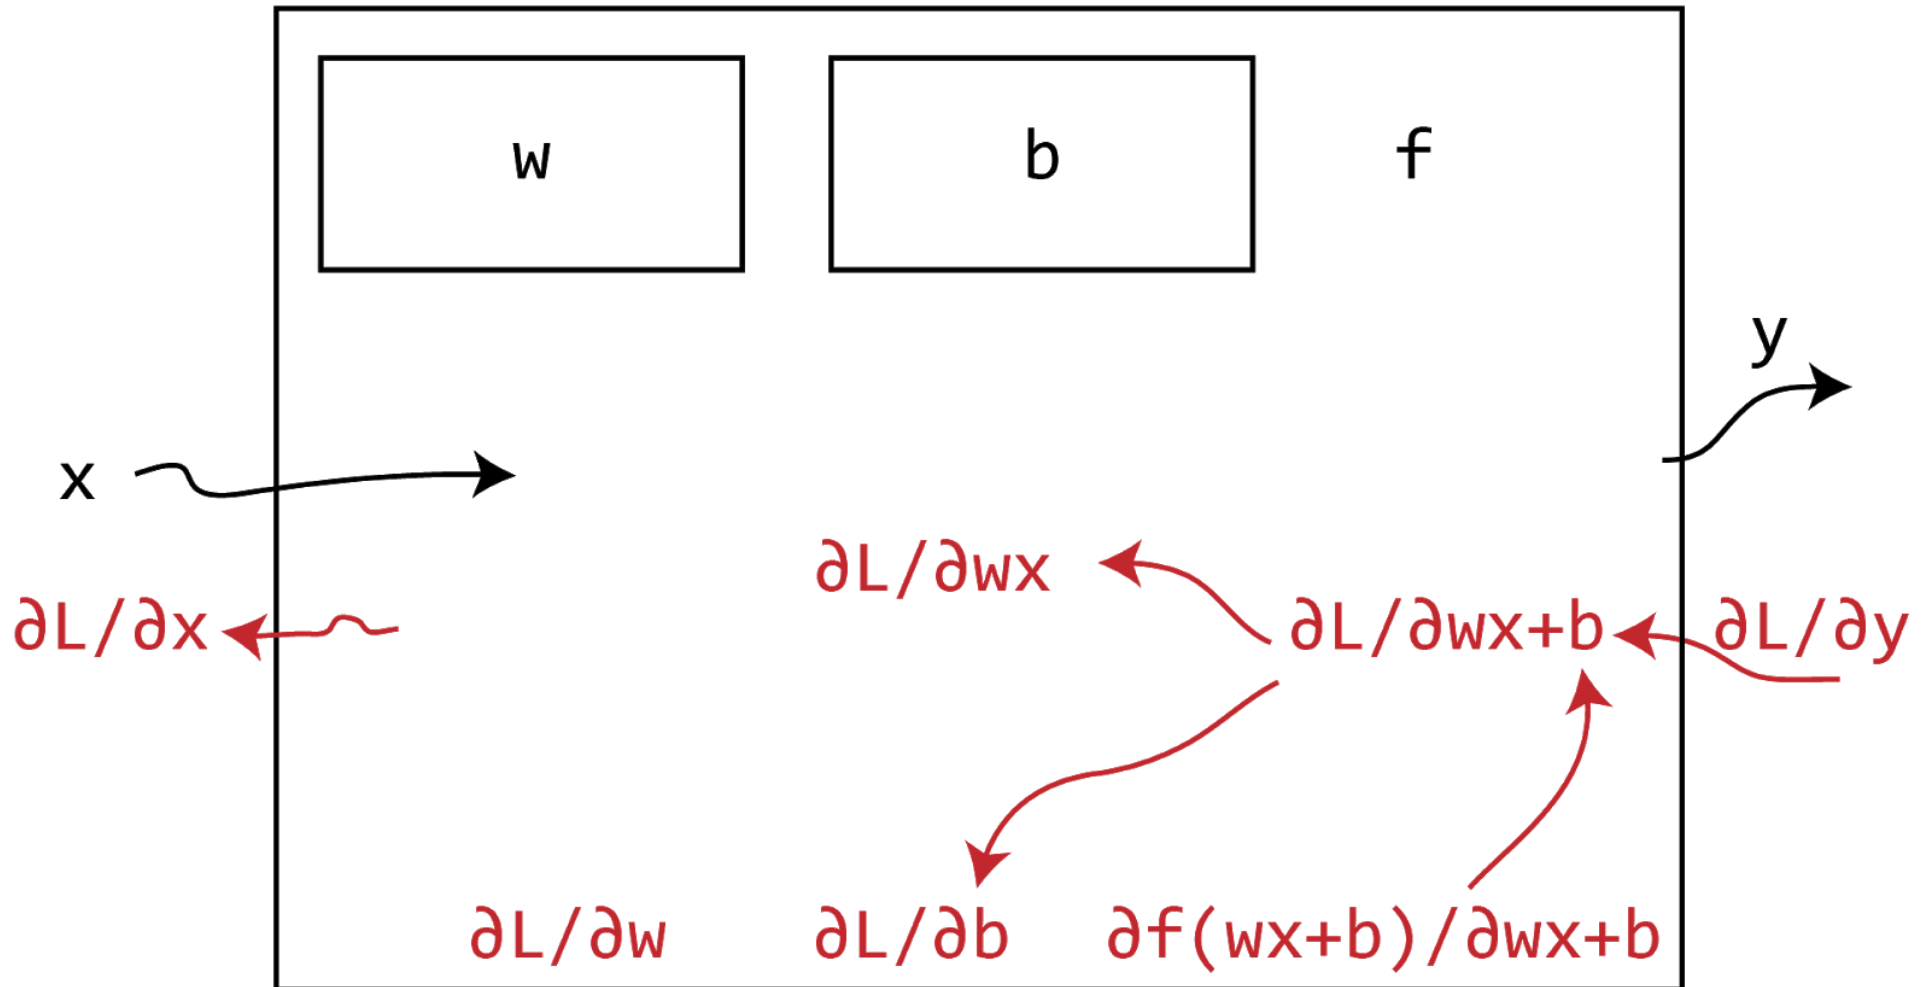 w
b
f
y
x
∂L/∂wx
∂L/∂x
∂L/∂wx+b
∂L/∂y
∂L/∂w
∂L/∂b
∂f(wx+b)/∂wx+b